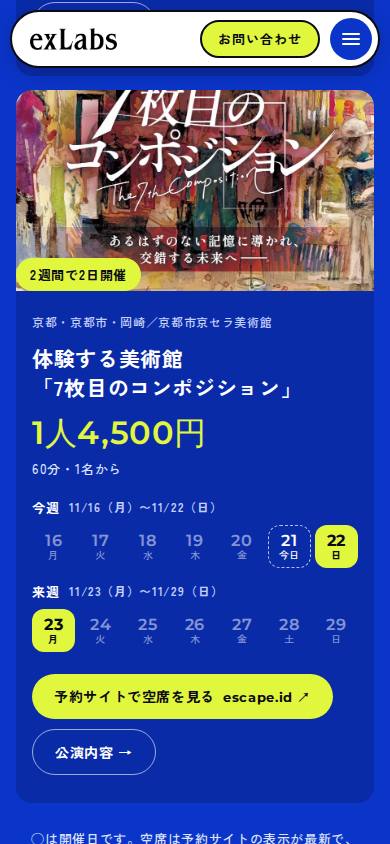 exLabs
お問い合わせ
7枚目の
コンポジション
The 7th Composition
あるはずのない記憶に導かれ、
交錯する未来へ――
2週間で2日開催
京都・京都市・岡崎／京都市京セラ美術館
体験する美術館
「7枚目のコンポジション」
1人4,500円
60分・1名から
今週 11/16（月）〜11/22（日）
16 17 18 19 20 21 22
月 火 水 木 金 今日 日
来週 11/23（月）〜11/29（日）
23 24 25 26 27 28 29
月 火 水 木 金 土 日
予約サイトで空席を見る escape.id ↗
公演内容 →
◯は開催日です。空席は予約サイトの表示が最新で、